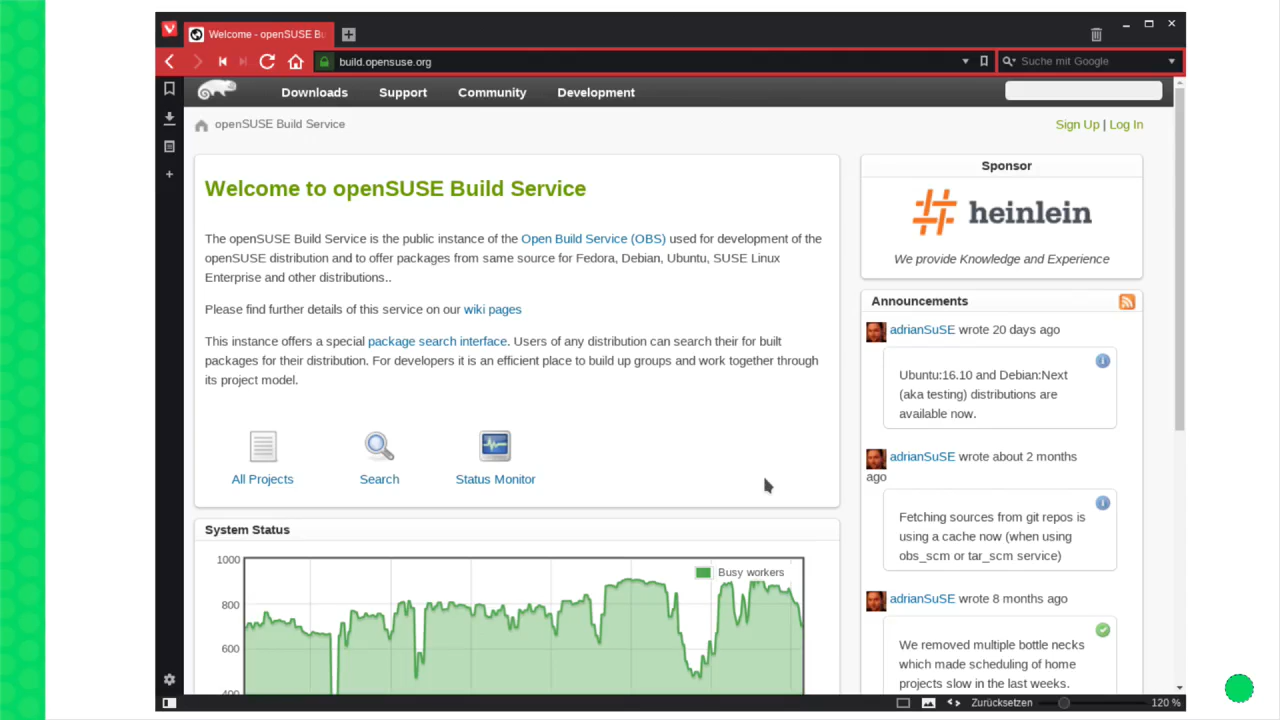 Welcome - openSUSE Bu
build.opensuse.org
Suche mit Google
Downloads Support Community Development
openSUSE Build Service
Sign Up | Log In
Welcome to openSUSE Build Service
The openSUSE Build Service is the public instance of the Open Build Service (OBS) used for development of the
openSUSE distribution and to offer packages from same source for Fedora, Debian, Ubuntu, SUSE Linux
Enterprise and other distributions..
Please find further details of this service on our wiki pages
This instance offers a special package search interface. Users of any distribution can search their for built
packages for their distribution. For developers it is an efficient place to build up groups and work together through
its project model.
All Projects Search Status Monitor
System Status
1000
800
600
400
Busy workers
Sponsor
heinlein
We provide Knowledge and Experience
Announcements
adrianSuSE wrote 20 days ago
Ubuntu:16.10 and Debian:Next
(aka testing) distributions are
available now.
adrianSuSE wrote about 2 months
ago
Fetching sources from git repos is
using a cache now (when using
obs_scm or tar_scm service)
adrianSuSE wrote 8 months ago
We removed multiple bottle necks
which made scheduling of home
projects slow in the last weeks.
Zurücksetzen 120 %